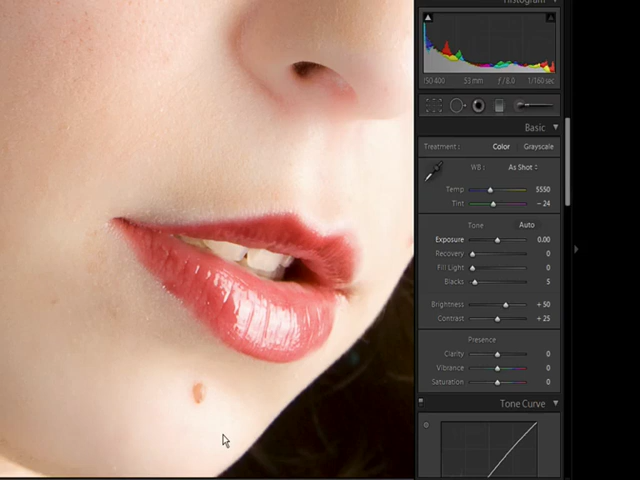 Histogram
ISO 400 53 mm f / 8.0 1/160 sec
Basic
Treatment : Color Grayscale
WB : As Shot
Temp 5550
Tint − 24
Tone Auto
Exposure 0.00
Recovery 0
Fill Light 0
Blacks 5
Brightness + 50
Contrast + 25
Presence
Clarity 0
Vibrance 0
Saturation 0
Tone Curve